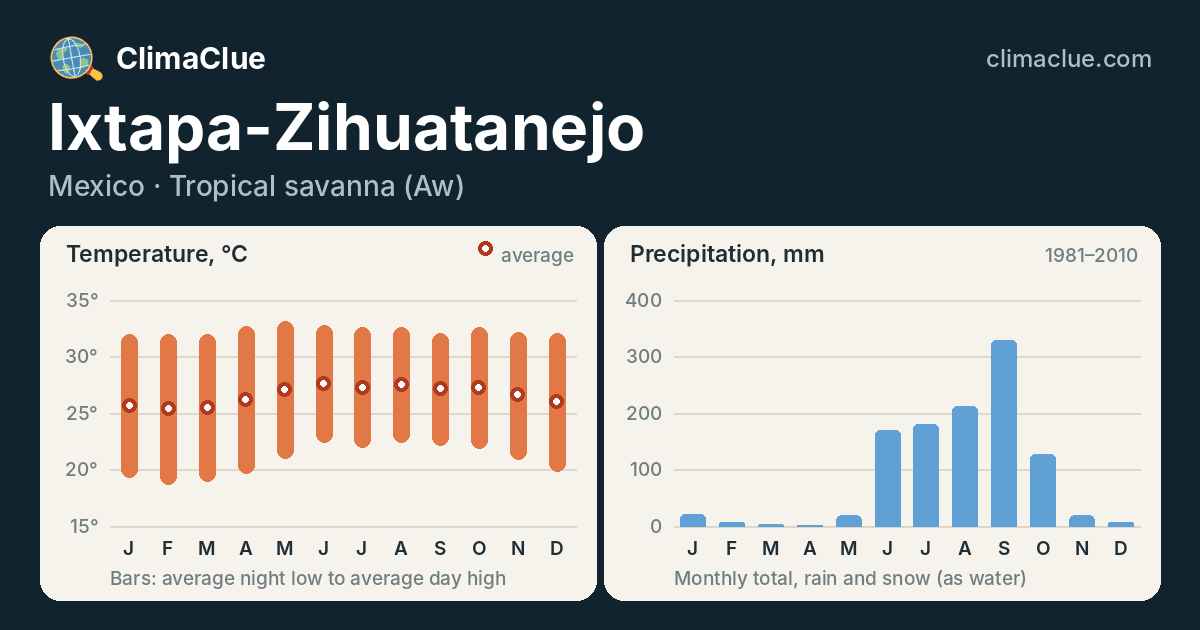 ClimaClue
climaclue.com
Ixtapa-Zihuatanejo
Mexico · Tropical savanna (Aw)
Temperature, °C
average
35°
30°
25°
20°
15°
J F M A M J J A S O N D
Bars: average night low to average day high
Precipitation, mm
1981–2010
400
300
200
100
0
J F M A M J J A S O N D
Monthly total, rain and snow (as water)